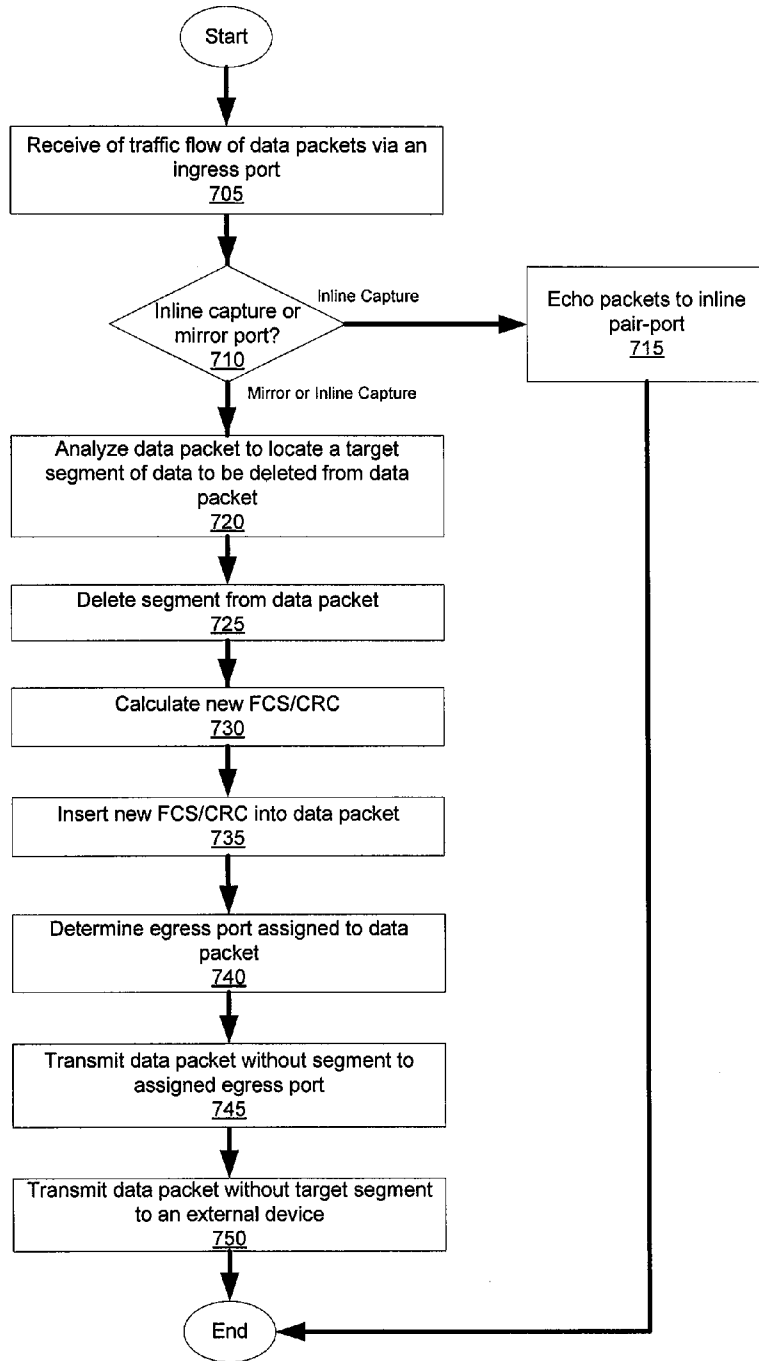 Start
Receive of traffic flow of data packets via an
ingress port
705
Inline capture or
mirror port?
710
Inline Capture
Echo packets to inline
pair-port
715
Mirror or Inline Capture
Analyze data packet to locate a target
segment of data to be deleted from data
packet
720
Delete segment from data packet
725
Calculate new FCS/CRC
730
Insert new FCS/CRC into data packet
735
Determine egress port assigned to data
packet
740
Transmit data packet without segment to
assigned egress port
745
Transmit data packet without target segment
to an external device
750
End